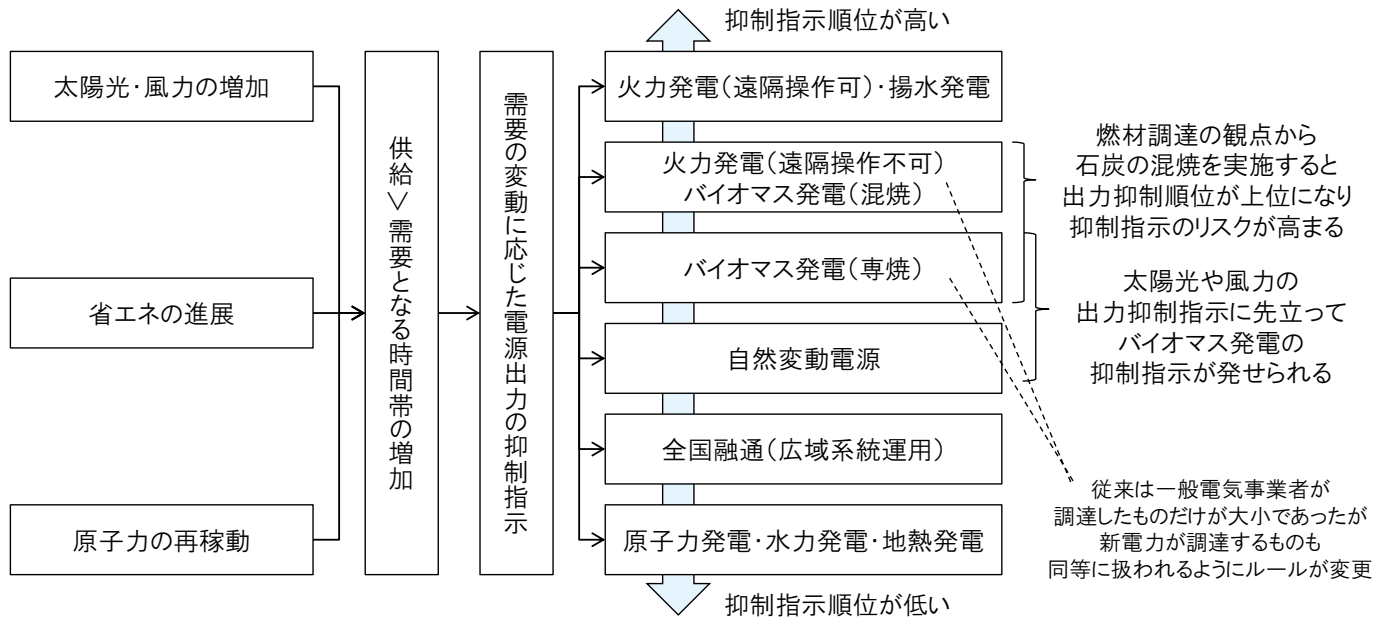 抑制指示順位が高い
太陽光・風力の増加
省エネの進展
原子力の再稼動
供給＞需要となる時間帯の増加
需要の変動に応じた電源出力の抑制指示
火力発電（遠隔操作可）・揚水発電
火力発電（遠隔操作不可）
バイオマス発電（混焼）
バイオマス発電（専焼）
自然変動電源
全国融通（広域系統運用）
原子力発電・水力発電・地熱発電
抑制指示順位が低い
燃材調達の観点から
石炭の混焼を実施すると
出力抑制順位が上位になり
抑制指示のリスクが高まる
太陽光や風力の
出力抑制指示に先立って
バイオマス発電の
抑制指示が発せられる
従来は一般電気事業者が
調達したものだけが大小であったが
新電力が調達するものも
同等に扱われるようにルールが変更